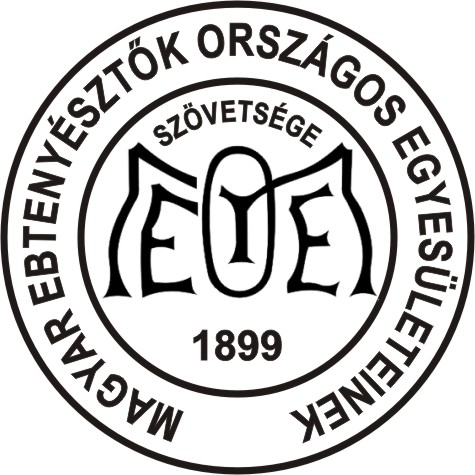 MAGYAR EBTENYÉSZTŐK ORSZÁGOS EGYESÜLETEINEK
SZÖVETSÉGE
MEOE
1899